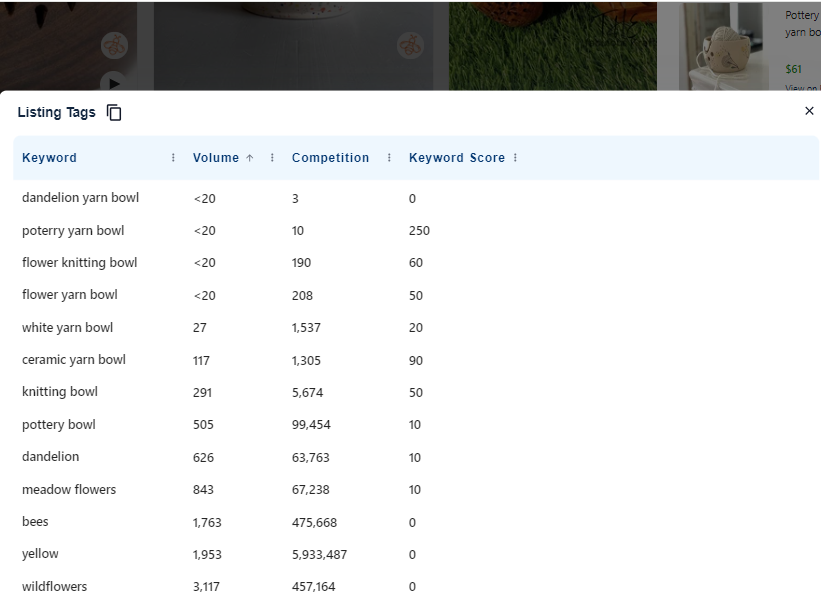 Pottery
yarn bo
$61
View on
Listing Tags
Keyword Volume Competition Keyword Score
dandelion yarn bowl <20 3 0
poterry yarn bowl <20 10 250
flower knitting bowl <20 190 60
flower yarn bowl <20 208 50
white yarn bowl 27 1,537 20
ceramic yarn bowl 117 1,305 90
knitting bowl 291 5,674 50
pottery bowl 505 99,454 10
dandelion 626 63,763 10
meadow flowers 843 67,238 10
bees 1,763 475,668 0
yellow 1,953 5,933,487 0
wildflowers 3,117 457,164 0